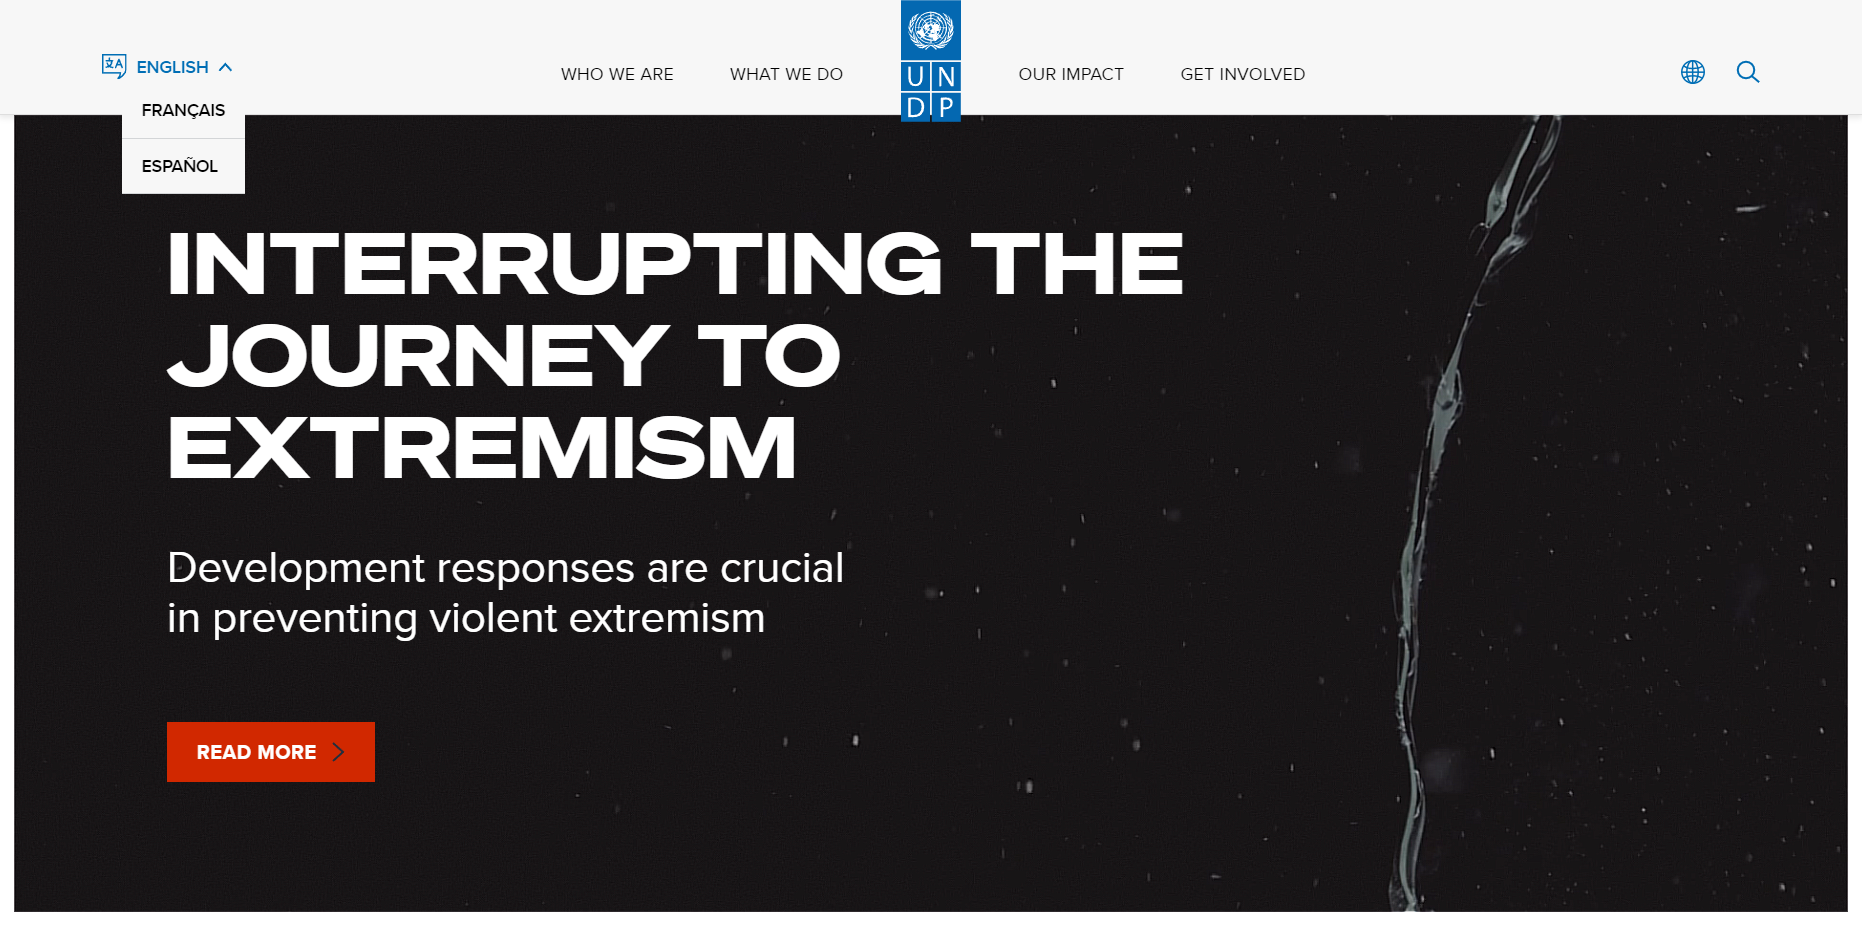 ENGLISH
FRANÇAIS
ESPAÑOL
WHO WE ARE
WHAT WE DO
U N
D P
OUR IMPACT
GET INVOLVED
INTERRUPTING THE
JOURNEY TO
EXTREMISM
Development responses are crucial
in preventing violent extremism
READ MORE